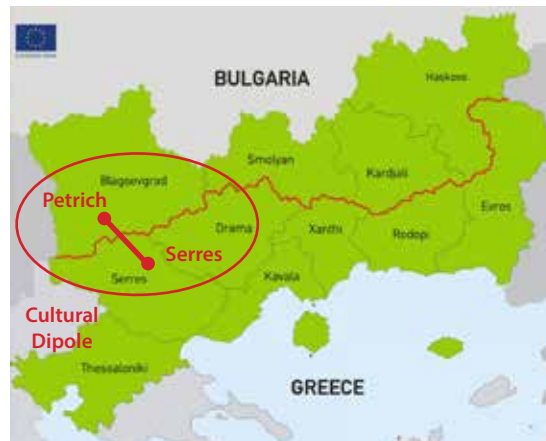 BULGARIA
Haskovo
Smolyan
Blagoevgrad
Kardjali
Petrich
Evros
Drama
Xanthi
Rodopi
Serres
Serres
Kavala
Cultural
Dipole
Thessaloniki
GREECE